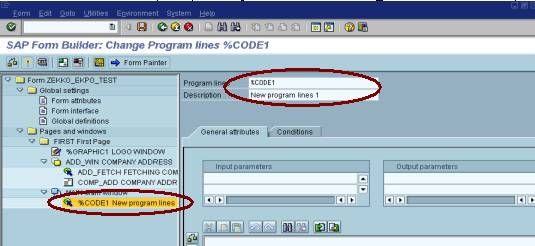 Form Edit Goto Utilities Environment System Help
SAP Form Builder: Change Program lines %CODE1
Form Painter
Form ZEKKO_EKPO_TEST
Global settings
Form attributes
Form interface
Global definitions
Pages and windows
FIRST First Page
%GRAPHIC1 LOGO WINDOW
ADD_WIN COMPANY ADDRESS
ADD_FETCH FETCHING COM
COMP_ADD COMPANY ADDR
%CODE1 New program lines
Program lines %CODE1
Description New program lines 1
General attributes Conditions
Input parameters Output parameters